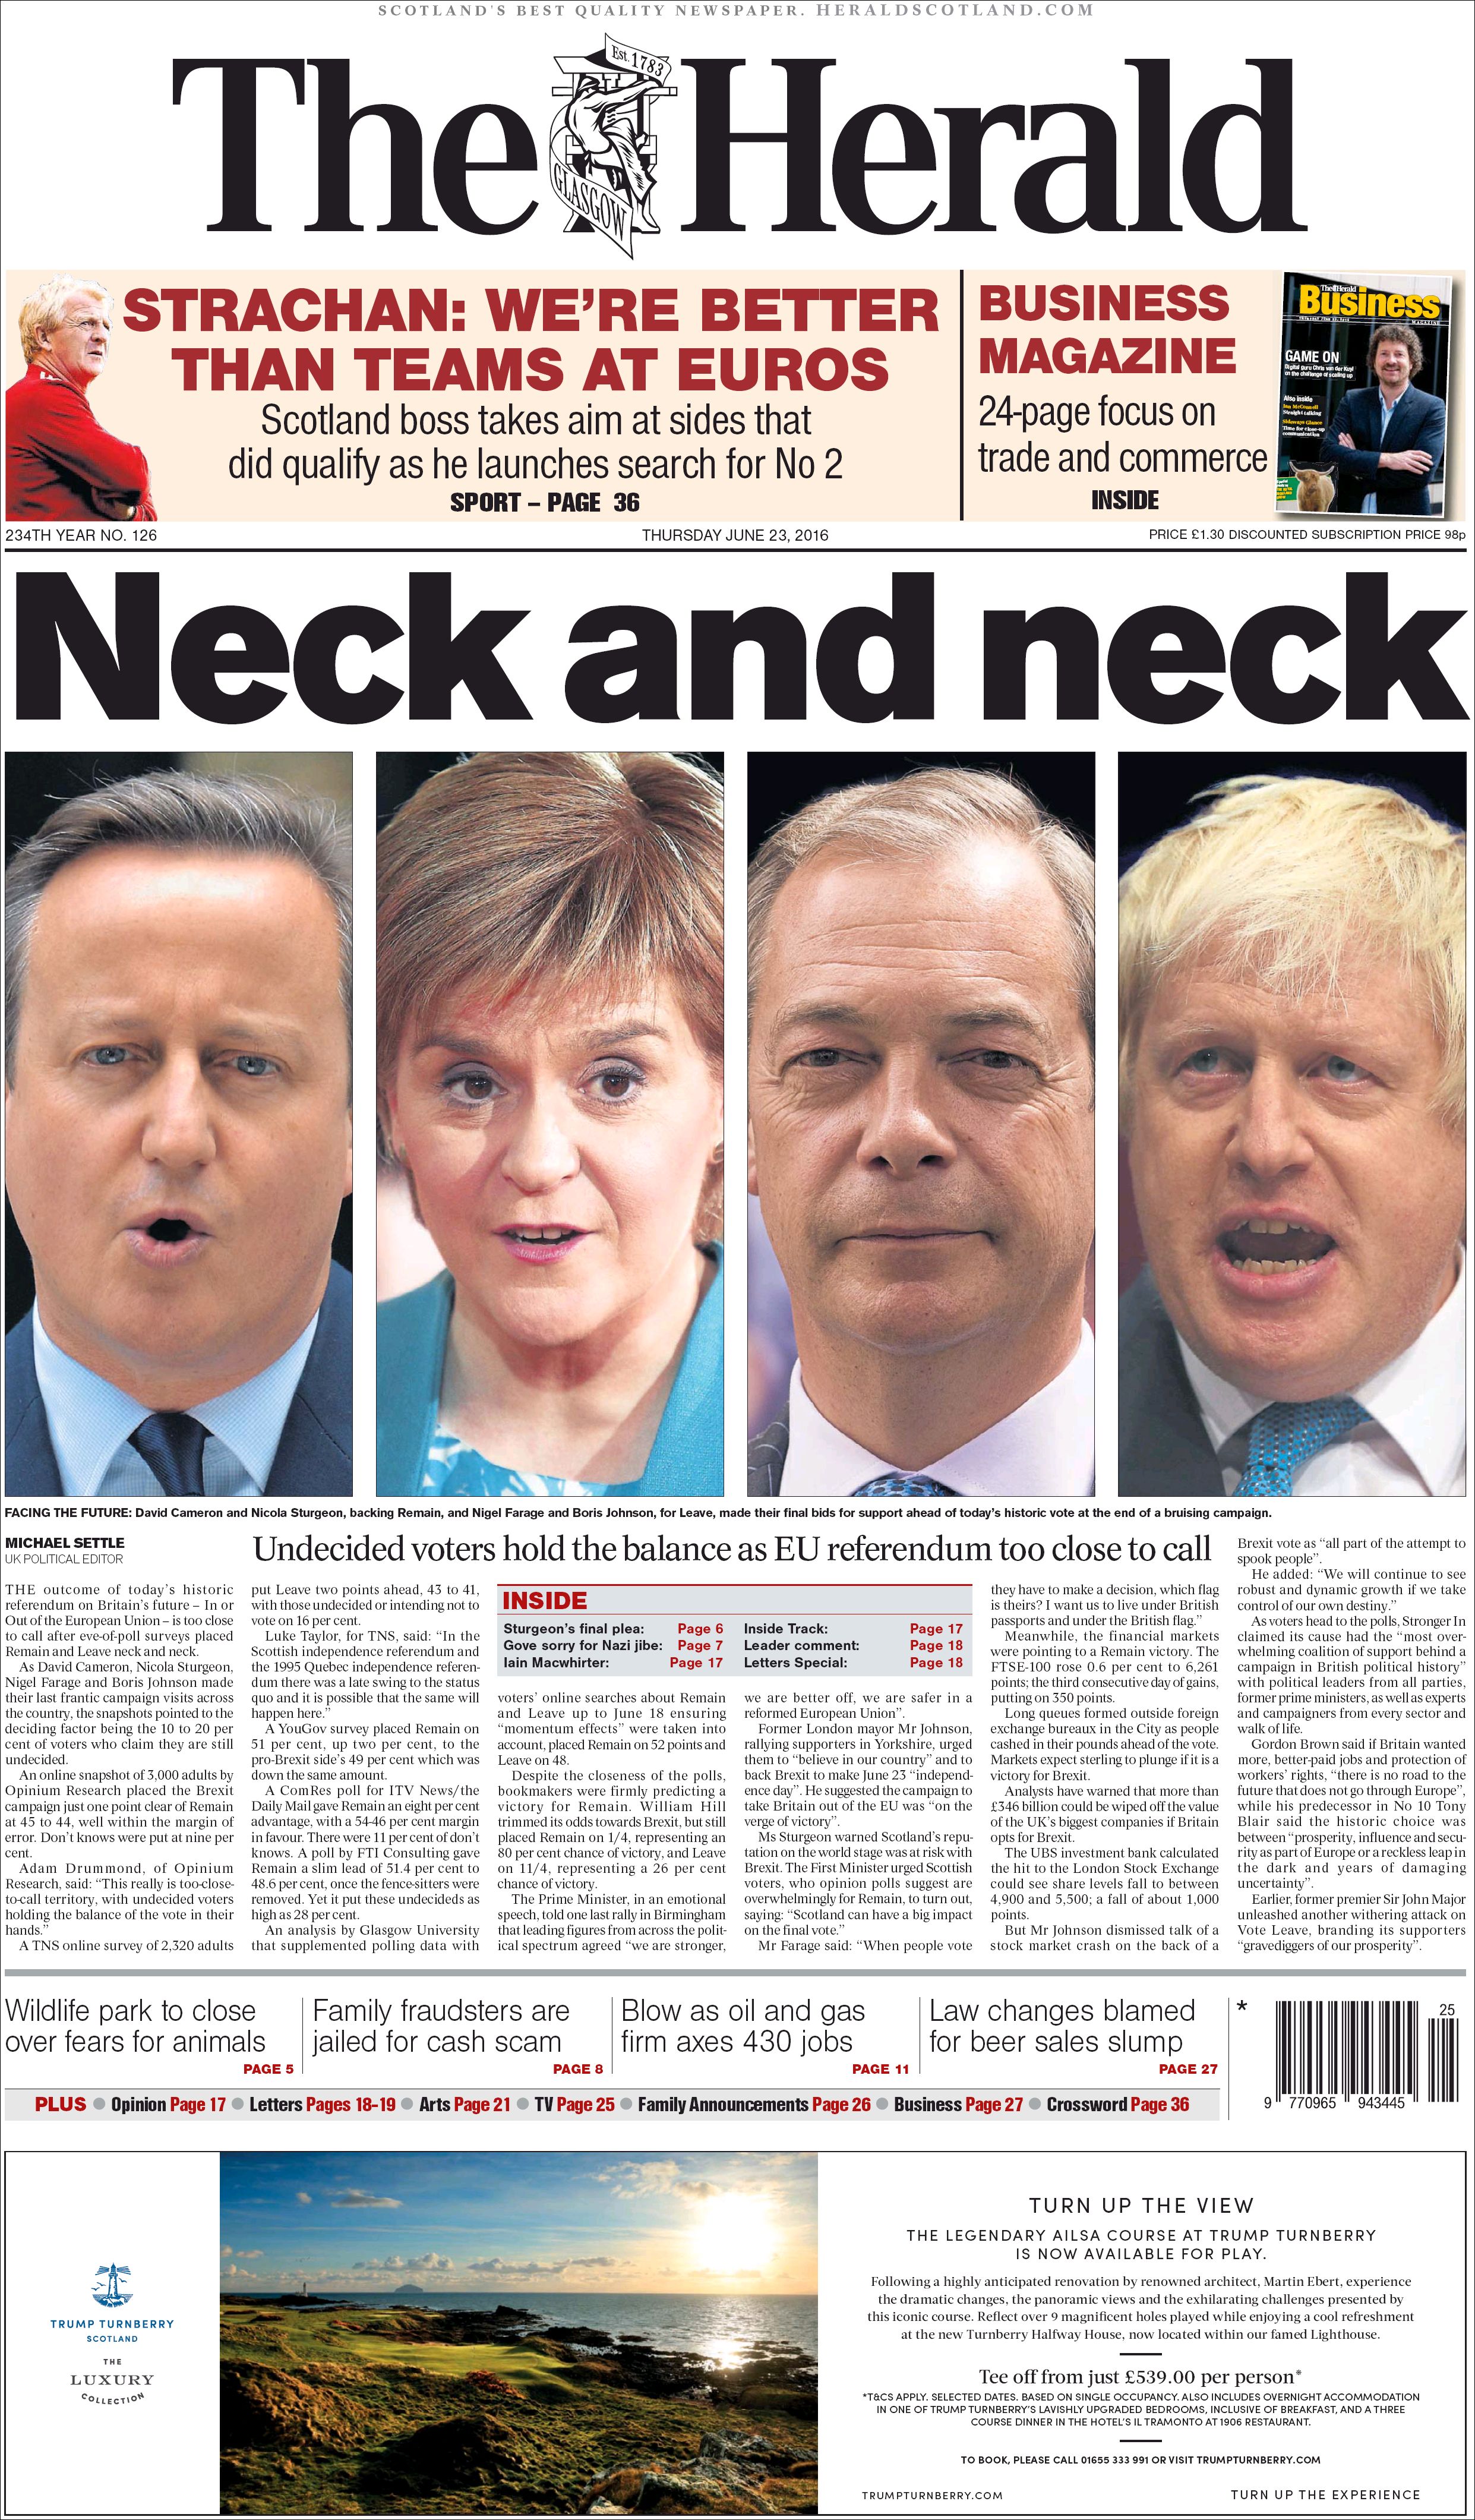 SCOTLAND'S BEST QUALITY NEWSPAPER. HERALDSCOTLAND.COM
The Herald
Est. 1783
GLASGOW
STRACHAN: WE'RE BETTER
THAN TEAMS AT EUROS
Scotland boss takes aim at sides that
did qualify as he launches search for No 2
SPORT – PAGE 36
BUSINESS
MAGAZINE
24-page focus on
trade and commerce
INSIDE
The Herald
Business
MAGAZINE
GAME ON
Digital guru Chris van der Kuyl
on the challenge of scaling up
Also inside
Ian McConnell
Straight talking
Sideways Glance
Time for close-up
communication
234TH YEAR NO. 126
THURSDAY JUNE 23, 2016
PRICE £1.30 DISCOUNTED SUBSCRIPTION PRICE 98p
Neck and neck
FACING THE FUTURE: David Cameron and Nicola Sturgeon, backing Remain, and Nigel Farage and Boris Johnson, for Leave, made their final bids for support ahead of today's historic vote at the end of a bruising campaign.
MICHAEL SETTLE
UK POLITICAL EDITOR
Undecided voters hold the balance as EU referendum too close to call
THE outcome of today's historic
referendum on Britain's future – In or
Out of the European Union – is too close
to call after eve-of-poll surveys placed
Remain and Leave neck and neck.
As David Cameron, Nicola Sturgeon,
Nigel Farage and Boris Johnson made
their last frantic campaign visits across
the country, the snapshots pointed to the
deciding factor being the 10 to 20 per
cent of voters who claim they are still
undecided.
An online snapshot of 3,000 adults by
Opinium Research placed the Brexit
campaign just one point clear of Remain
at 45 to 44, well within the margin of
error. Don't knows were put at nine per
cent.
Adam Drummond, of Opinium
Research, said: "This really is too-close-
to-call territory, with undecided voters
holding the balance of the vote in their
hands."
A TNS online survey of 2,320 adults
put Leave two points ahead, 43 to 41,
with those undecided or intending not to
vote on 16 per cent.
Luke Taylor, for TNS, said: "In the
Scottish independence referendum and
the 1995 Quebec independence referen-
dum there was a late swing to the status
quo and it is possible that the same will
happen here."
A YouGov survey placed Remain on
51 per cent, up two per cent, to the
pro-Brexit side's 49 per cent which was
down the same amount.
A ComRes poll for ITV News/the
Daily Mail gave Remain an eight per cent
advantage, with a 54-46 per cent margin
in favour. There were 11 per cent of don't
knows. A poll by FTI Consulting gave
Remain a slim lead of 51.4 per cent to
48.6 per cent, once the fence-sitters were
removed. Yet it put these undecideds as
high as 28 per cent.
An analysis by Glasgow University
that supplemented polling data with
INSIDE
Sturgeon's final plea: Page 6
Gove sorry for Nazi jibe: Page 7
Iain Macwhirter: Page 17
Inside Track: Page 17
Leader comment: Page 18
Letters Special: Page 18
voters' online searches about Remain
and Leave up to June 18 ensuring
"momentum effects" were taken into
account, placed Remain on 52 points and
Leave on 48.
Despite the closeness of the polls,
bookmakers were firmly predicting a
victory for Remain. William Hill
trimmed its odds towards Brexit, but still
placed Remain on 1/4, representing an
80 per cent chance of victory, and Leave
on 11/4, representing a 26 per cent
chance of victory.
The Prime Minister, in an emotional
speech, told one last rally in Birmingham
that leading figures from across the polit-
ical spectrum agreed "we are stronger,
we are better off, we are safer in a
reformed European Union".
Former London mayor Mr Johnson,
rallying supporters in Yorkshire, urged
them to "believe in our country" and to
back Brexit to make June 23 "independ-
ence day". He suggested the campaign to
take Britain out of the EU was "on the
verge of victory".
Ms Sturgeon warned Scotland's repu-
tation on the world stage was at risk with
Brexit. The First Minister urged Scottish
voters, who opinion polls suggest are
overwhelmingly for Remain, to turn out,
saying: "Scotland can have a big impact
on the final vote."
Mr Farage said: "When people vote
they have to make a decision, which flag
is theirs? I want us to live under British
passports and under the British flag."
Meanwhile, the financial markets
were pointing to a Remain victory. The
FTSE-100 rose 0.6 per cent to 6,261
points; the third consecutive day of gains,
putting on 350 points.
Long queues formed outside foreign
exchange bureaux in the City as people
cashed in their pounds ahead of the vote.
Markets expect sterling to plunge if it is a
victory for Brexit.
Analysts have warned that more than
£346 billion could be wiped off the value
of the UK's biggest companies if Britain
opts for Brexit.
The UBS investment bank calculated
the hit to the London Stock Exchange
could see share levels fall to between
4,900 and 5,500; a fall of about 1,000
points.
But Mr Johnson dismissed talk of a
stock market crash on the back of a
Brexit vote as "all part of the attempt to
spook people".
He added: "We will continue to see
robust and dynamic growth if we take
control of our own destiny."
As voters head to the polls, Stronger In
claimed its cause had the "most over-
whelming coalition of support behind a
campaign in British political history"
with political leaders from all parties,
former prime ministers, as well as experts
and campaigners from every sector and
walk of life.
Gordon Brown said if Britain wanted
more, better-paid jobs and protection of
workers' rights, "there is no road to the
future that does not go through Europe",
while his predecessor in No 10 Tony
Blair said the historic choice was
between "prosperity, influence and secu-
rity as part of Europe or a reckless leap in
the dark and years of damaging
uncertainty".
Earlier, former premier Sir John Major
unleashed another withering attack on
Vote Leave, branding its supporters
"gravediggers of our prosperity".
Wildlife park to close
over fears for animals
PAGE 5
Family fraudsters are
jailed for cash scam
PAGE 8
Blow as oil and gas
firm axes 430 jobs
PAGE 11
Law changes blamed
for beer sales slump
PAGE 27
*
25
9 770965 943445
PLUS ● Opinion Page 17 ● Letters Pages 18-19 ● Arts Page 21 ● TV Page 25 ● Family Announcements Page 26 ● Business Page 27 ● Crossword Page 36
TRUMP TURNBERRY
SCOTLAND
THE
LUXURY
COLLECTION
TURN UP THE VIEW
THE LEGENDARY AILSA COURSE AT TRUMP TURNBERRY
IS NOW AVAILABLE FOR PLAY.
Following a highly anticipated renovation by renowned architect, Martin Ebert, experience
the dramatic changes, the panoramic views and the exhilarating challenges presented by
this iconic course. Reflect over 9 magnificent holes played while enjoying a cool refreshment
at the new Turnberry Halfway House, now located within our famed Lighthouse.
Tee off from just £539.00 per person*
*T&CS APPLY. SELECTED DATES. BASED ON SINGLE OCCUPANCY. ALSO INCLUDES OVERNIGHT ACCOMMODATION
IN ONE OF TRUMP TURNBERRY'S LAVISHLY UPGRADED BEDROOMS, INCLUSIVE OF BREAKFAST, AND A THREE
COURSE DINNER IN THE HOTEL'S IL TRAMONTO AT 1906 RESTAURANT.
TO BOOK, PLEASE CALL 01655 333 991 OR VISIT TRUMPTURNBERRY.COM
TRUMPTURNBERRY.COM
TURN UP THE EXPERIENCE